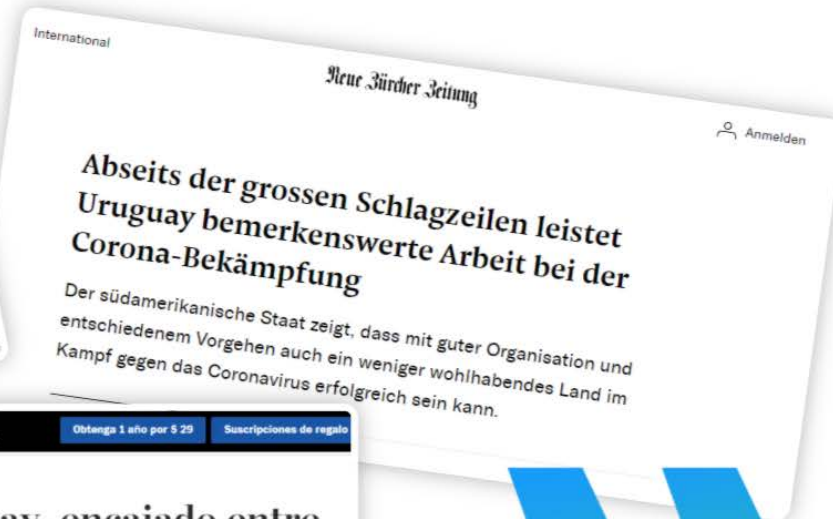 International
Neue Zürcher Zeitung
Anmelden
Abseits der grossen Schlagzeilen leistet
Uruguay bemerkenswerte Arbeit bei der
Corona-Bekämpfung
Der südamerikanische Staat zeigt, dass mit guter Organisation und
entschiedenem Vorgehen auch ein weniger wohlhabendes Land im
Kampf gegen das Coronavirus erfolgreich sein kann.
Obtenga 1 año por $ 29
Suscripciones de regalo
encajado entre